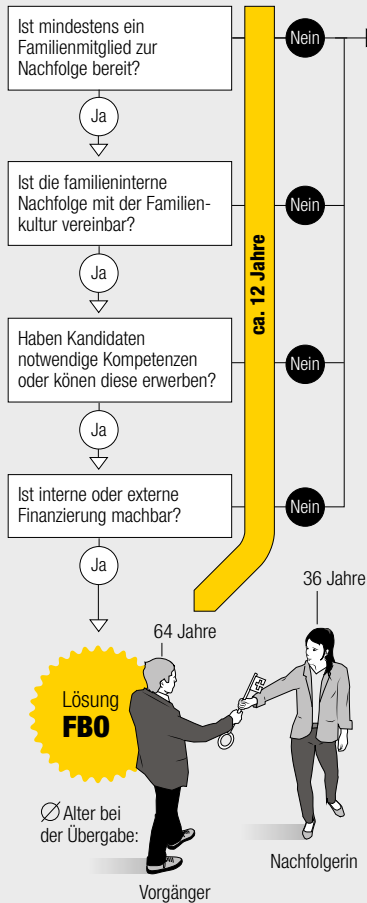 Ist mindestens ein
Familienmitglied zur
Nachfolge bereit?
Nein
Ja
Ist die familieninterne
Nachfolge mit der Familien-
kultur vereinbar?
Nein
Ja
ca. 12 Jahre
Haben Kandidaten
notwendige Kompetenzen
oder könen diese erwerben?
Nein
Ja
Ist interne oder externe
Finanzierung machbar?
Nein
Ja
36 Jahre
64 Jahre
Lösung
FBO
Ø Alter bei
der Übergabe:
Nachfolgerin
Vorgänger